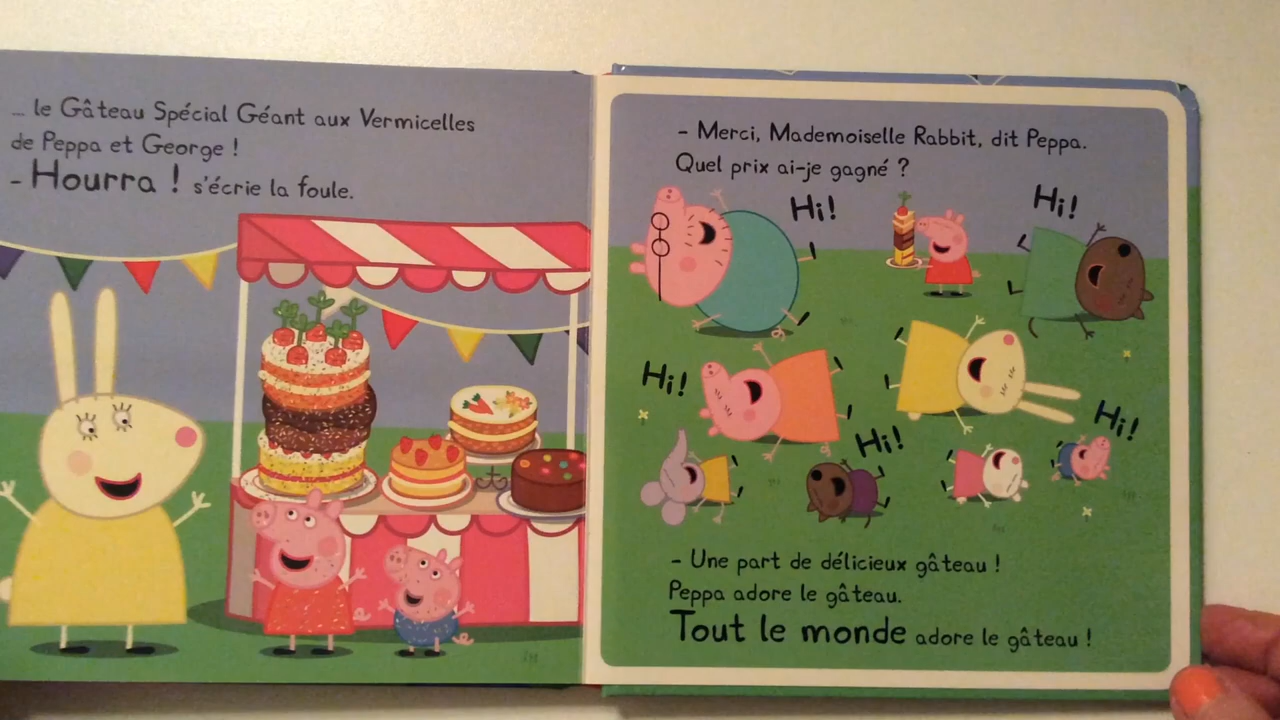 ... le Gâteau Spécial Géant aux Vermicelles
de Peppa et George !
- Hourra ! s'écrie la foule.
- Merci, Mademoiselle Rabbit, dit Peppa.
Quel prix ai-je gagné ?
Hi!
Hi!
Hi!
Hi!
Hi!
- Une part de délicieux gâteau !
Peppa adore le gâteau.
Tout le monde adore le gâteau !